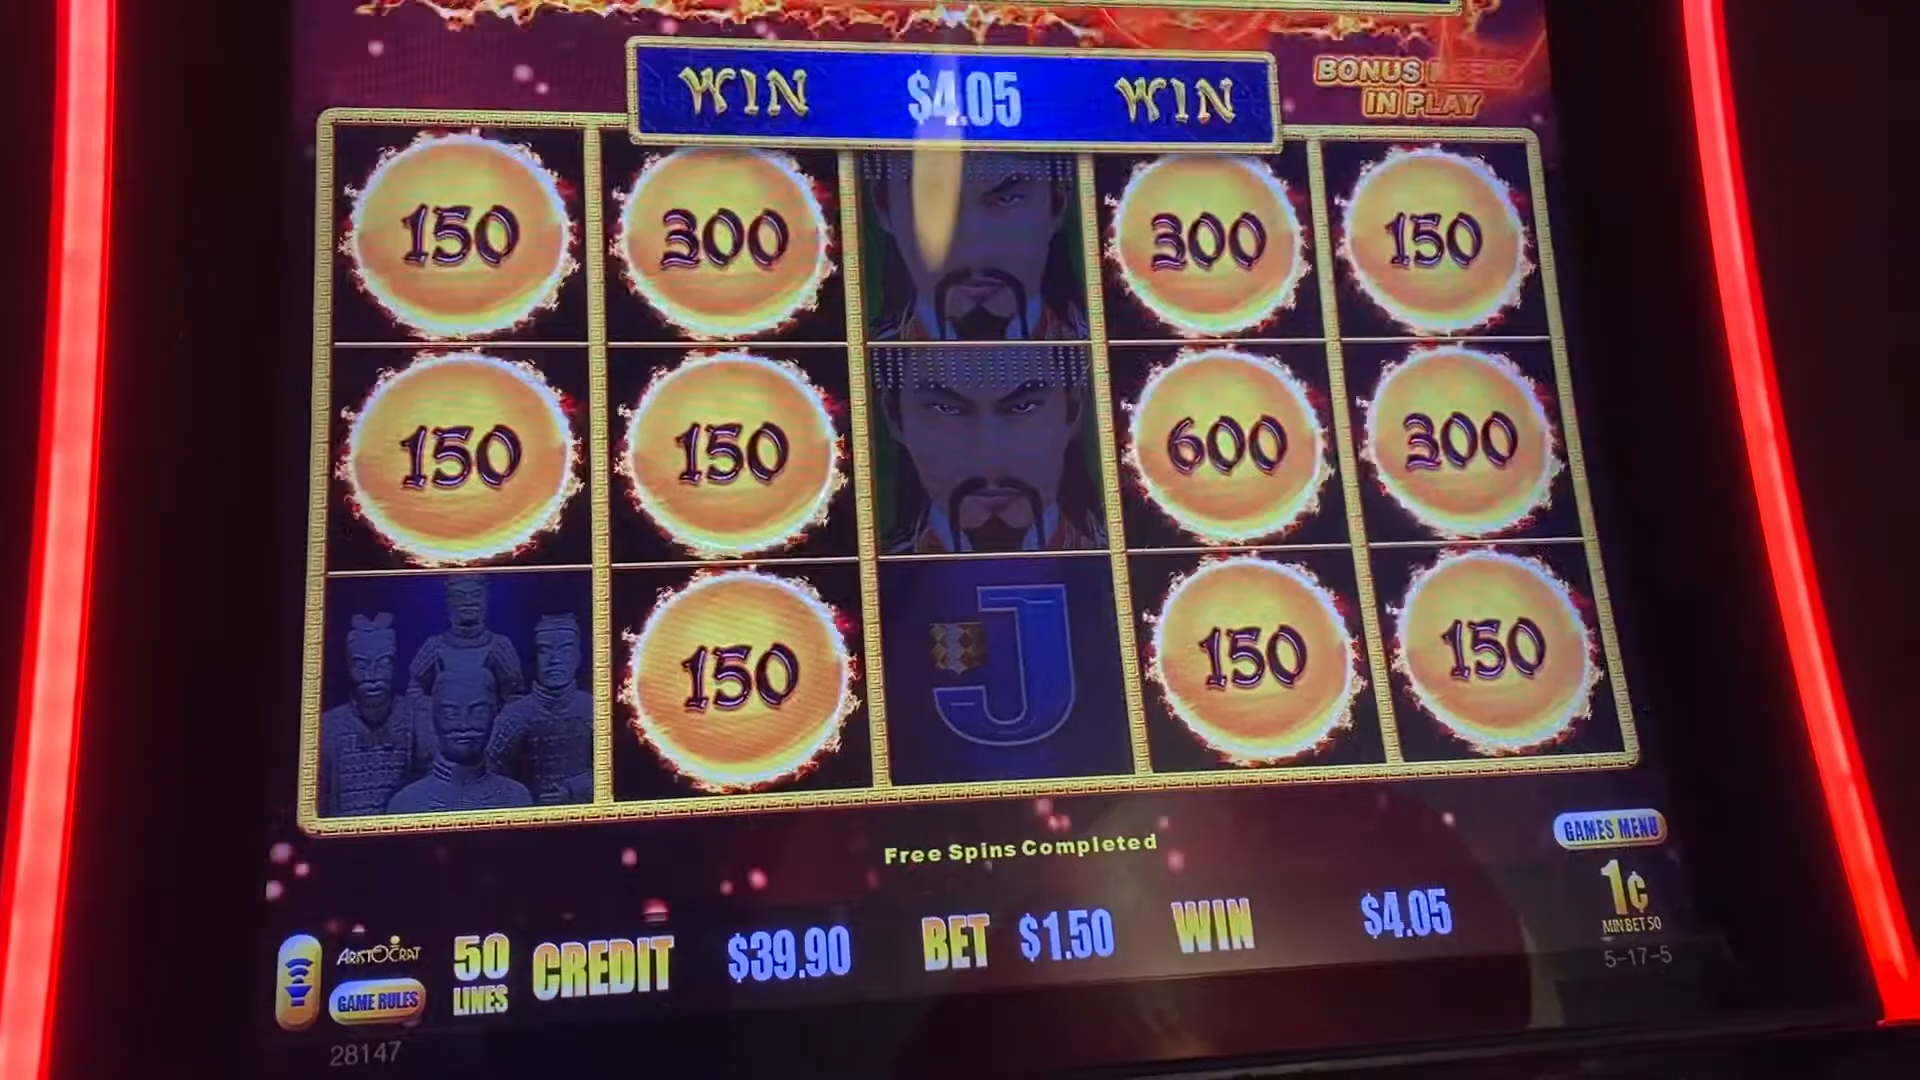 WIN $4.05 WIN
BONUS REELS
IN PLAY
150 300 300 150
150 150 600 300
150 J 150 150
Free Spins Completed
GAMES MENU
ARISTOCRAT
GAME RULES
50
LINES
CREDIT $39.90 BET $1.50 WIN $4.05
1¢
MIN BET 50
5-17-5
28147